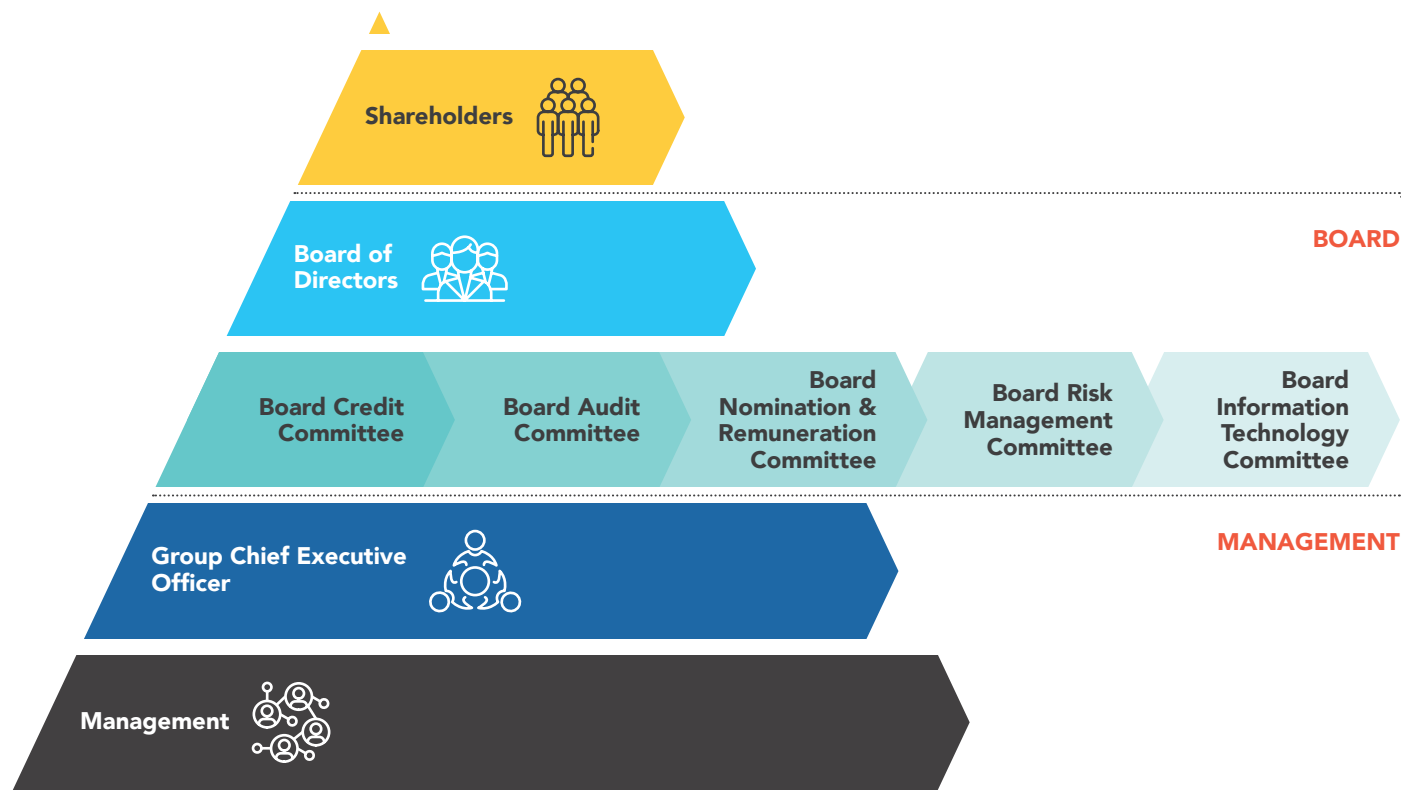 Shareholders
BOARD
Board of
Directors
Board Credit
Committee
Board Audit
Committee
Board
Nomination &
Remuneration
Committee
Board Risk
Management
Committee
Board
Information
Technology
Committee
MANAGEMENT
Group Chief Executive
Officer
Management